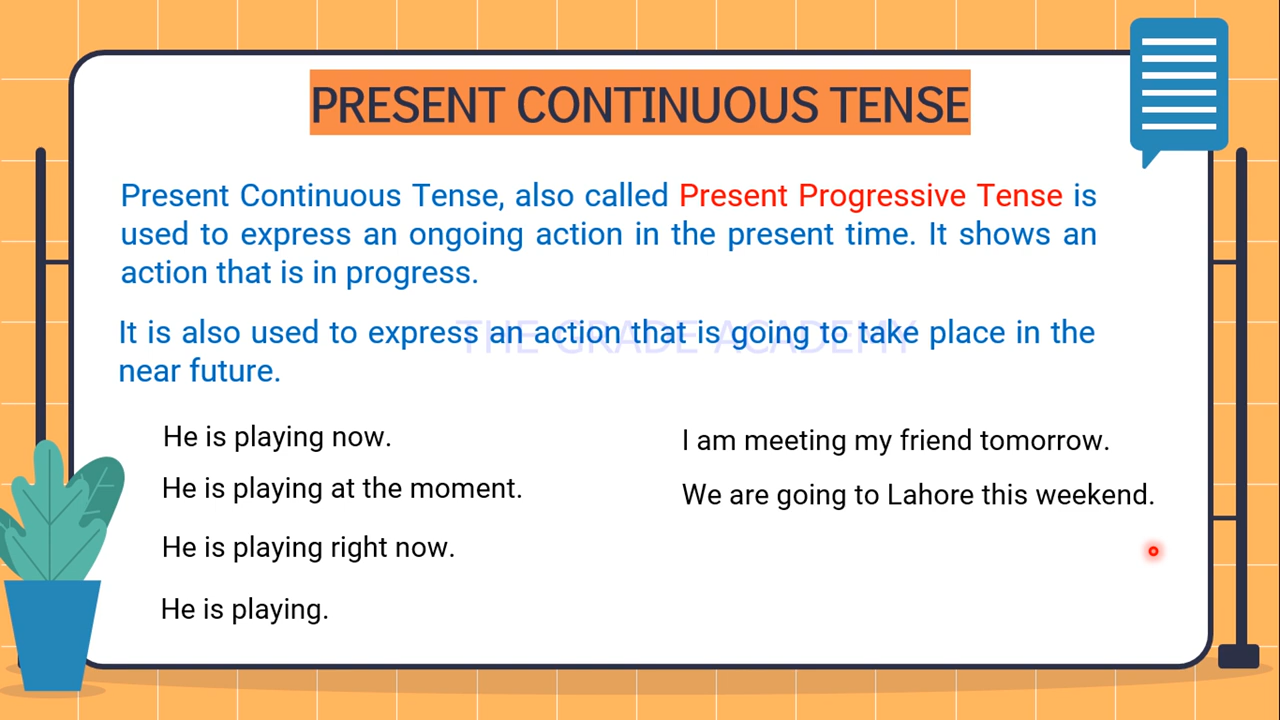 PRESENT CONTINUOUS TENSE
Present Continuous Tense, also called Present Progressive Tense is
used to express an ongoing action in the present time. It shows an
action that is in progress.
It is also used to express an action that is going to take place in the
near future.
THE GRADE ACADEMY
He is playing now.
He is playing at the moment.
He is playing right now.
He is playing.
I am meeting my friend tomorrow.
We are going to Lahore this weekend.